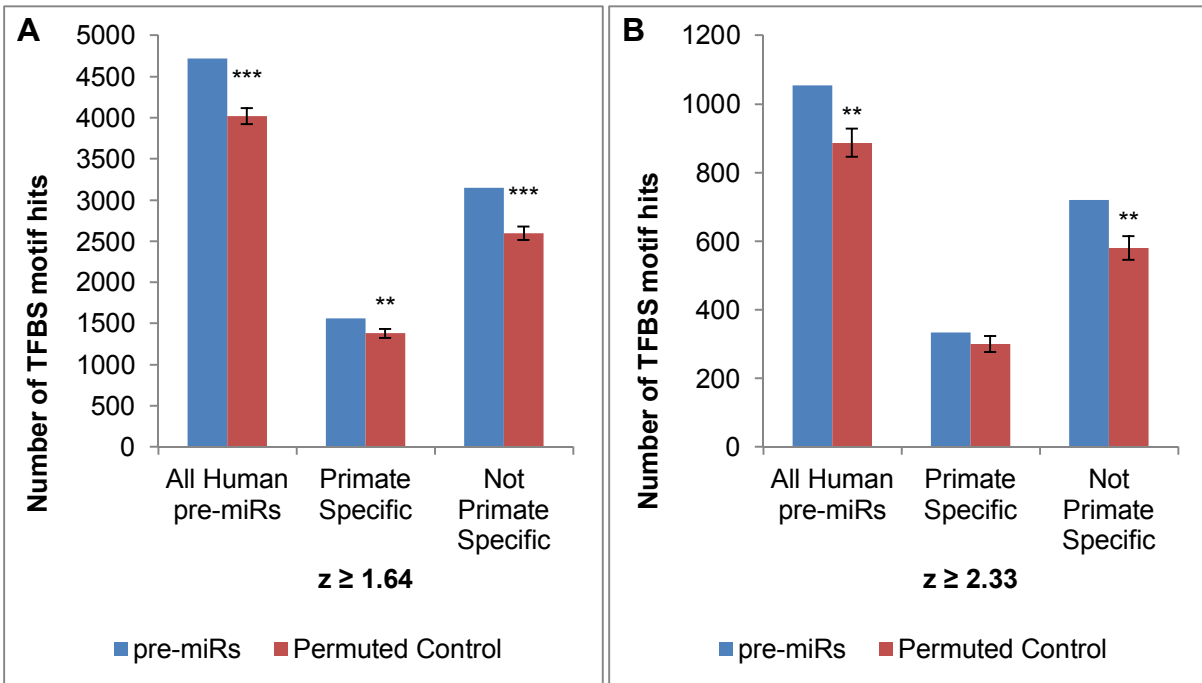 A
Number of TFBS motif hits
5000
4500
4000
3500
3000
2500
2000
1500
1000
500
0
***
**
***
All Human
pre-miRs
Primate
Specific
Not
Primate
Specific
z ≥ 1.64
pre-miRs
Permuted Control
B
Number of TFBS motif hits
1200
1000
800
600
400
200
0
**
**
All Human
pre-miRs
Primate
Specific
Not
Primate
Specific
z ≥ 2.33
pre-miRs
Permuted Control